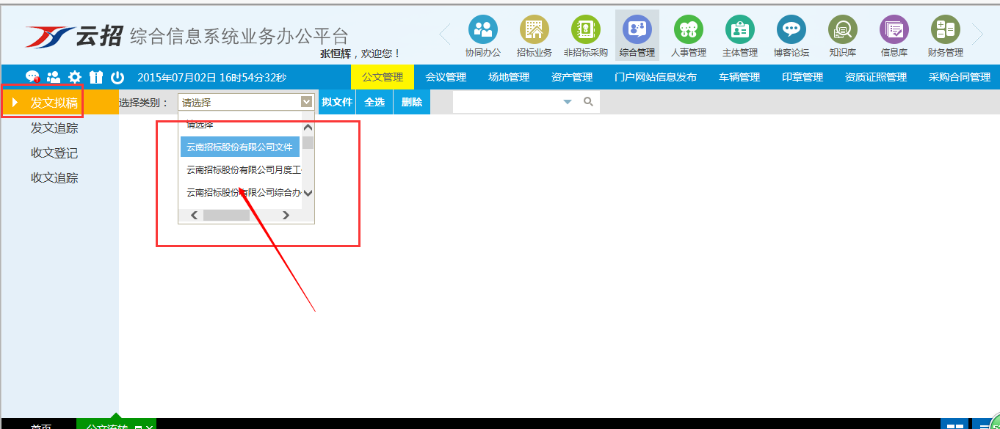 云招 综合信息系统业务办公平台
张恒辉，欢迎您！
协同办公 招标业务 非招标采购 综合管理 人事管理 主体管理 博客论坛 知识库 信息库 财务管理
2015年07月02日 16时54分32秒 公文管理 会议管理 场地管理 资产管理 门户网站信息发布 车辆管理 印章管理 资质证照管理 采购合同管理
发文拟稿 选择类别： 请选择 拟文件 全选 删除
请选择
发文追踪
云南招标股份有限公司文件
收文登记
云南招标股份有限公司月度工
收文追踪
云南招标股份有限公司综合办
首页 公文流转